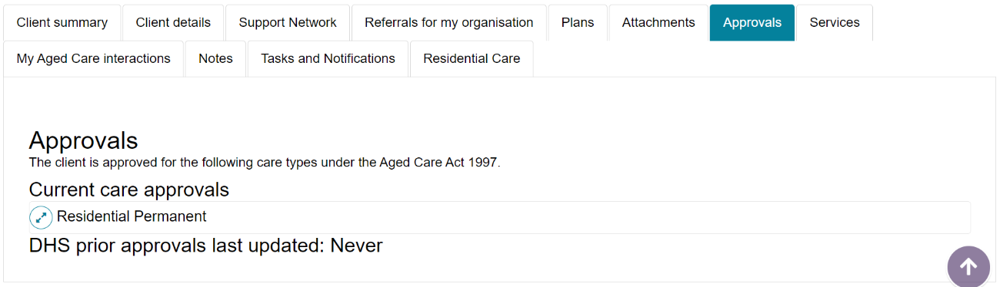 Client summary Client details Support Network Referrals for my organisation Plans Attachments Approvals Services
My Aged Care interactions Notes Tasks and Notifications Residential Care
Approvals
The client is approved for the following care types under the Aged Care Act 1997.
Current care approvals
Residential Permanent
DHS prior approvals last updated: Never